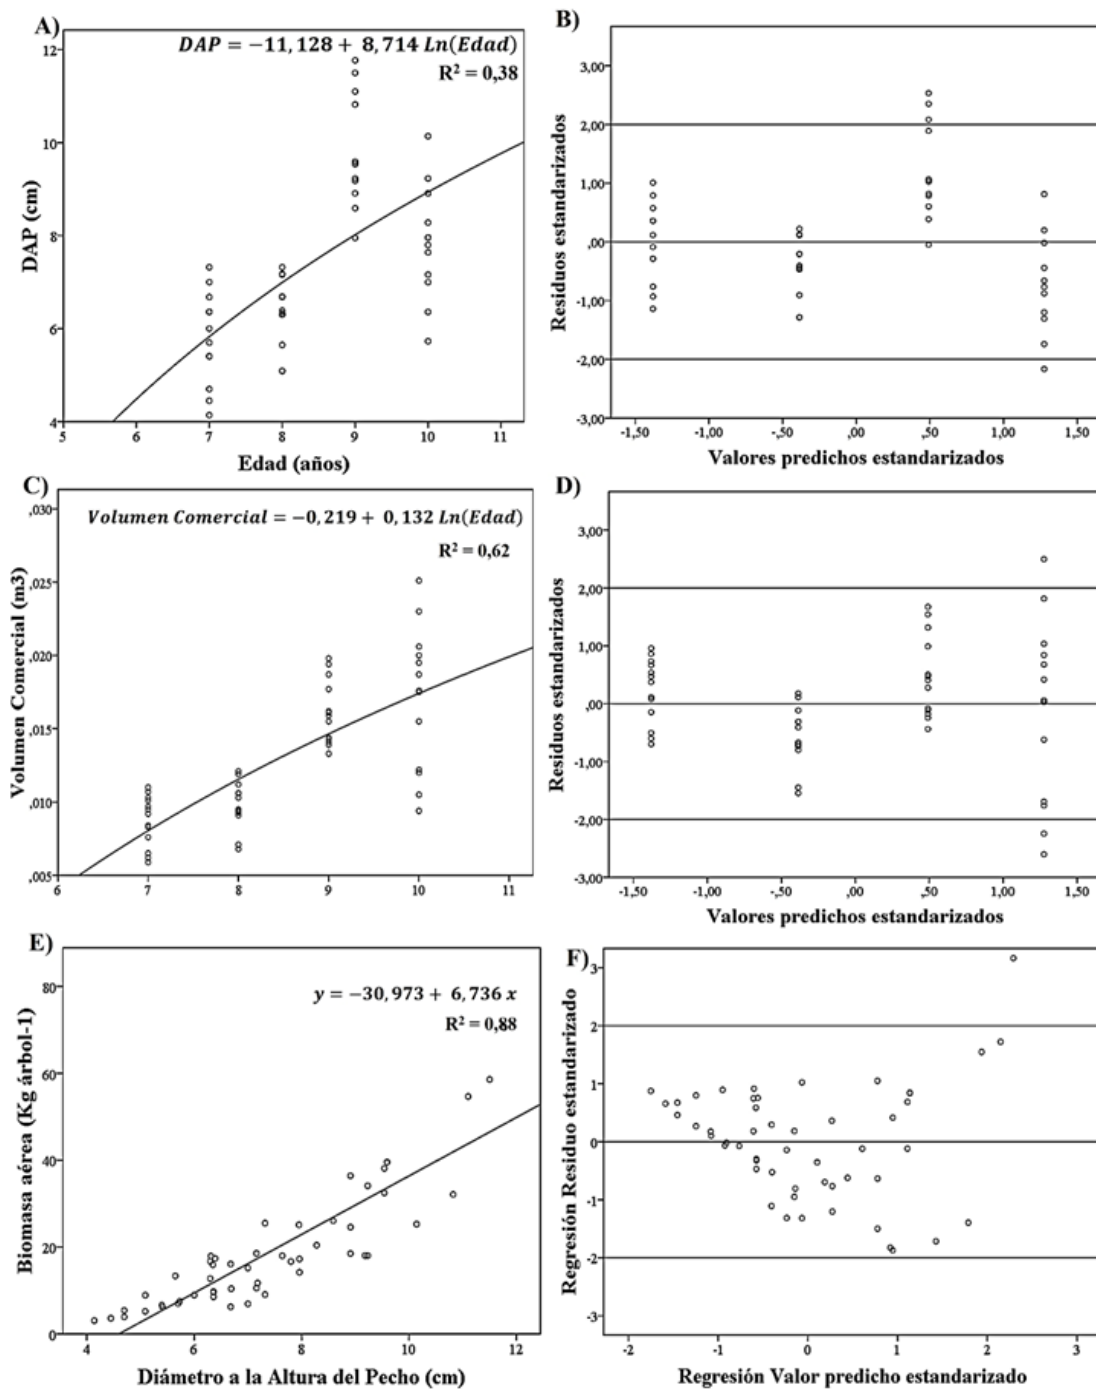 A)
DAP = −11,128 + 8,714 Ln(Edad)
R² = 0,38
12
10
8
6
4
DAP (cm)
5 6 7 8 9 10 11
Edad (años)
B)
3,00
2,00
1,00
,00
-1,00
-2,00
-3,00
Residuos estandarizados
-1,50 -1,00 -,50 ,00 ,50 1,00 1,50
Valores predichos estandarizados
C)
Volumen Comercial = −0,219 + 0,132 Ln(Edad)
R² = 0,62
,030
,025
,020
,015
,010
,005
Volumen Comercial (m3)
6 7 8 9 10 11
D)
3,00
2,00
1,00
,00
-1,00
-2,00
-3,00
Residuos estandarizados
-1,50 -1,00 -,50 ,00 ,50 1,00 1,50
Valores predichos estandarizados
E)
y = −30,973 + 6,736 x
R² = 0,88
80
60
40
20
0
Biomasa aérea (Kg árbol-1)
4 6 8 10 12
Diámetro a la Altura del Pecho (cm)
F)
3
2
1
0
-1
-2
-3
Regresión Residuo estandarizado
-2 -1 0 1 2 3
Regresión Valor predicho estandarizado